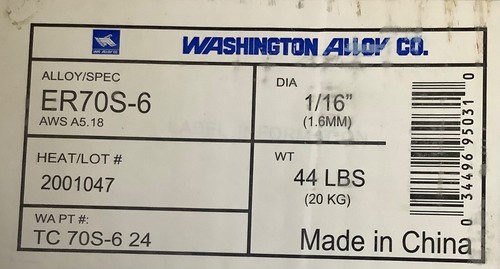 WASHINGTON ALLOY CO.
ALLOY/SPEC
ER70S-6
AWS A5.18
HEAT/LOT #
2001047
WA PT #:
TC 70S-6 24
DIA
1/16"
(1.6MM)
WT
44 LBS
(20 KG)
Made in China
0 34496 95031 0